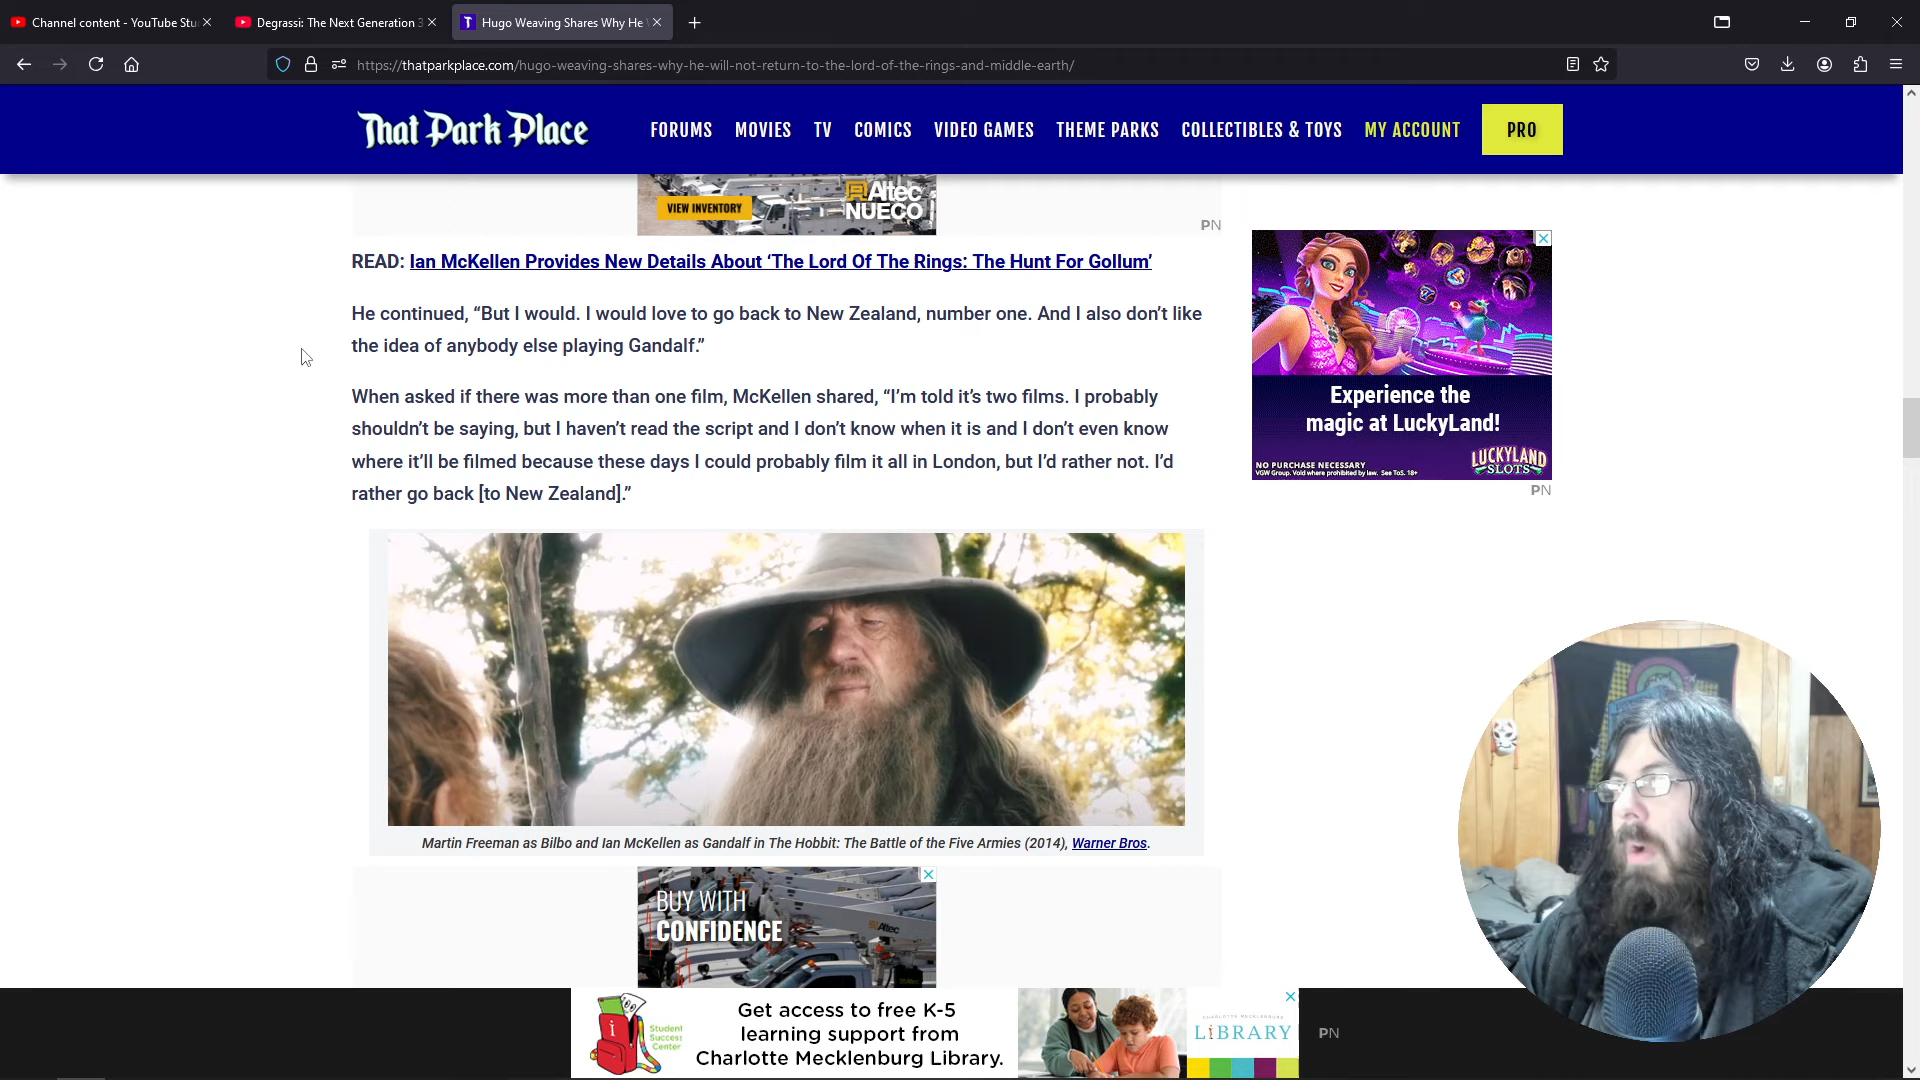 Channel content - YouTube Stu
Degrassi: The Next Generation 3
Hugo Weaving Shares Why He W
https://thatparkplace.com/hugo-weaving-shares-why-he-will-not-return-to-the-lord-of-the-rings-and-middle-earth/
That Park Place
FORUMS MOVIES TV COMICS VIDEO GAMES THEME PARKS COLLECTIBLES & TOYS MY ACCOUNT PRO
VIEW INVENTORY
Altec
NUECO
PN
READ: Ian McKellen Provides New Details About ‘The Lord Of The Rings: The Hunt For Gollum’
He continued, “But I would. I would love to go back to New Zealand, number one. And I also don’t like
the idea of anybody else playing Gandalf.”
When asked if there was more than one film, McKellen shared, “I’m told it’s two films. I probably
shouldn’t be saying, but I haven’t read the script and I don’t know when it is and I don’t even know
where it’ll be filmed because these days I could probably film it all in London, but I’d rather not. I’d
rather go back [to New Zealand].”
Martin Freeman as Bilbo and Ian McKellen as Gandalf in The Hobbit: The Battle of the Five Armies (2014), Warner Bros.
Experience the
magic at LuckyLand!
NO PURCHASE NECESSARY
VGW Group. Void where prohibited by law. See ToS. 18+
LUCKYLAND
SLOTS
PN
BUY WITH
CONFIDENCE
Altec
Student
Success
Center
Get access to free K-5
learning support from
Charlotte Mecklenburg Library.
CHARLOTTE MECKLENBURG
LiBRARY
PN